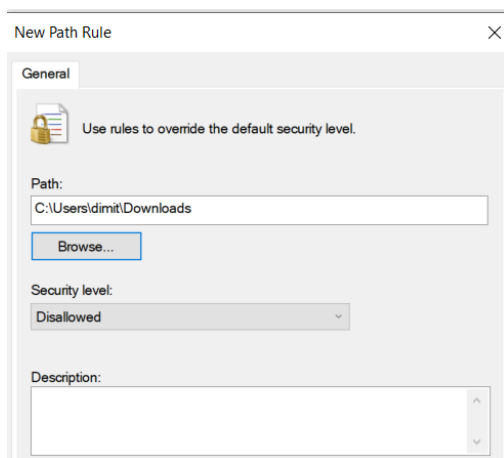 New Path Rule
General
Use rules to override the default security level.
Path:
C:\Users\dimit\Downloads
Browse...
Security level:
Disallowed
Description: